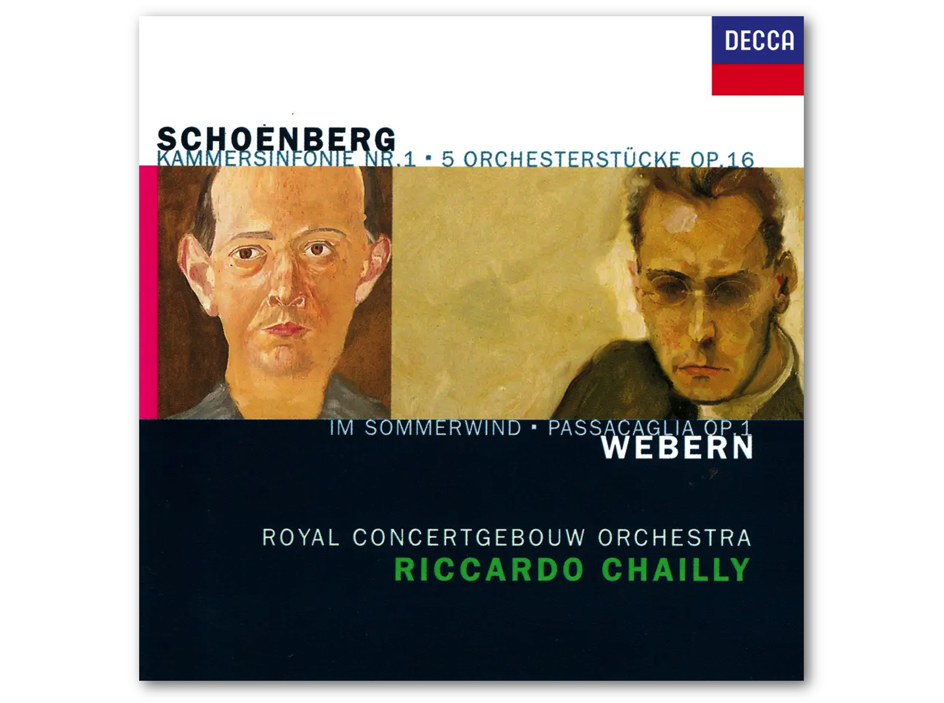 DECCA
SCHOENBERG
KAMMERSINFONIE NR.1 ▪ 5 ORCHESTERSTÜCKE OP.16
IM SOMMERWIND ▪ PASSACAGLIA OP.1
WEBERN
ROYAL CONCERTGEBOUW ORCHESTRA
RICCARDO CHAILLY